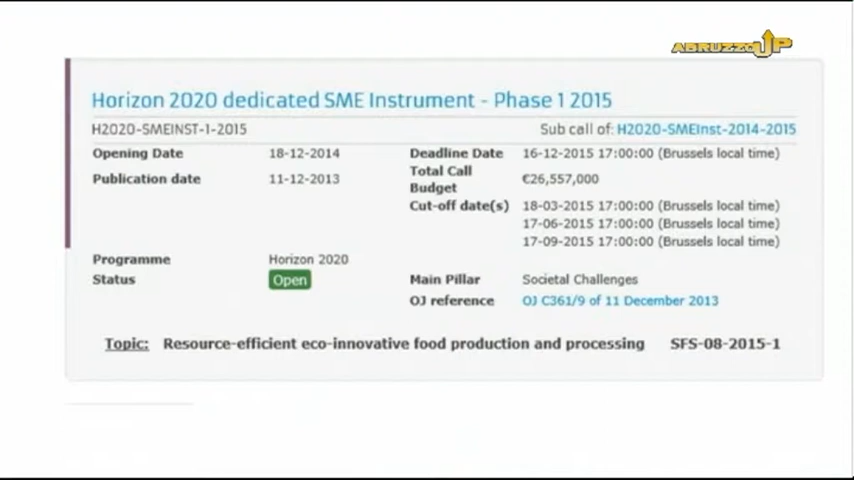 ABRUZZOUP
Horizon 2020 dedicated SME Instrument - Phase 1 2015
H2020-SMEINST-1-2015 Sub call of: H2020-SMEInst-2014-2015
Opening Date 18-12-2014 Deadline Date 16-12-2015 17:00:00 (Brussels local time)
Publication date 11-12-2013 Total Call Budget €26,557,000
Cut-off date(s) 18-03-2015 17:00:00 (Brussels local time)
17-06-2015 17:00:00 (Brussels local time)
17-09-2015 17:00:00 (Brussels local time)
Programme Horizon 2020
Status Open Main Pillar Societal Challenges
OJ reference OJ C361/9 of 11 December 2013
Topic: Resource-efficient eco-innovative food production and processing SFS-08-2015-1